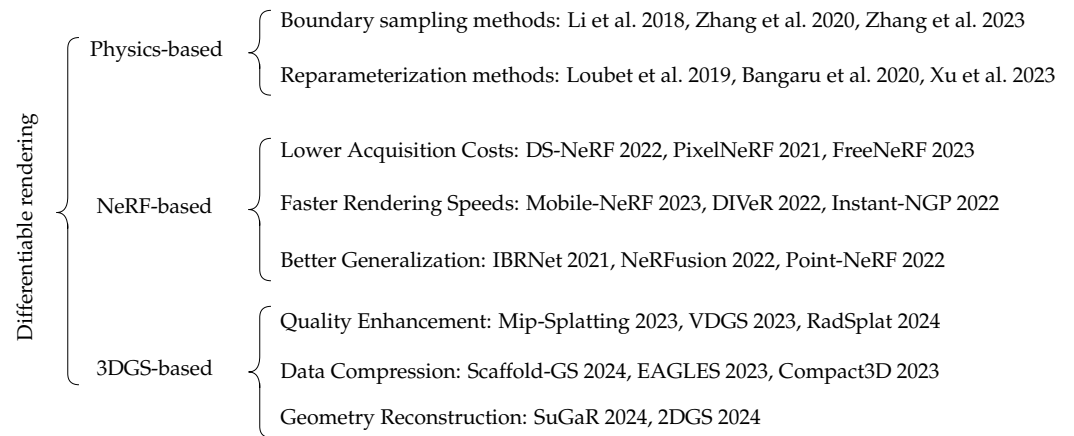 Differentiable rendering
Physics-based
Boundary sampling methods: Li et al. 2018, Zhang et al. 2020, Zhang et al. 2023
Reparameterization methods: Loubet et al. 2019, Bangaru et al. 2020, Xu et al. 2023
NeRF-based
Lower Acquisition Costs: DS-NeRF 2022, PixelNeRF 2021, FreeNeRF 2023
Faster Rendering Speeds: Mobile-NeRF 2023, DIVeR 2022, Instant-NGP 2022
Better Generalization: IBRNet 2021, NeRFusion 2022, Point-NeRF 2022
3DGS-based
Quality Enhancement: Mip-Splatting 2023, VDGS 2023, RadSplat 2024
Data Compression: Scaffold-GS 2024, EAGLES 2023, Compact3D 2023
Geometry Reconstruction: SuGaR 2024, 2DGS 2024